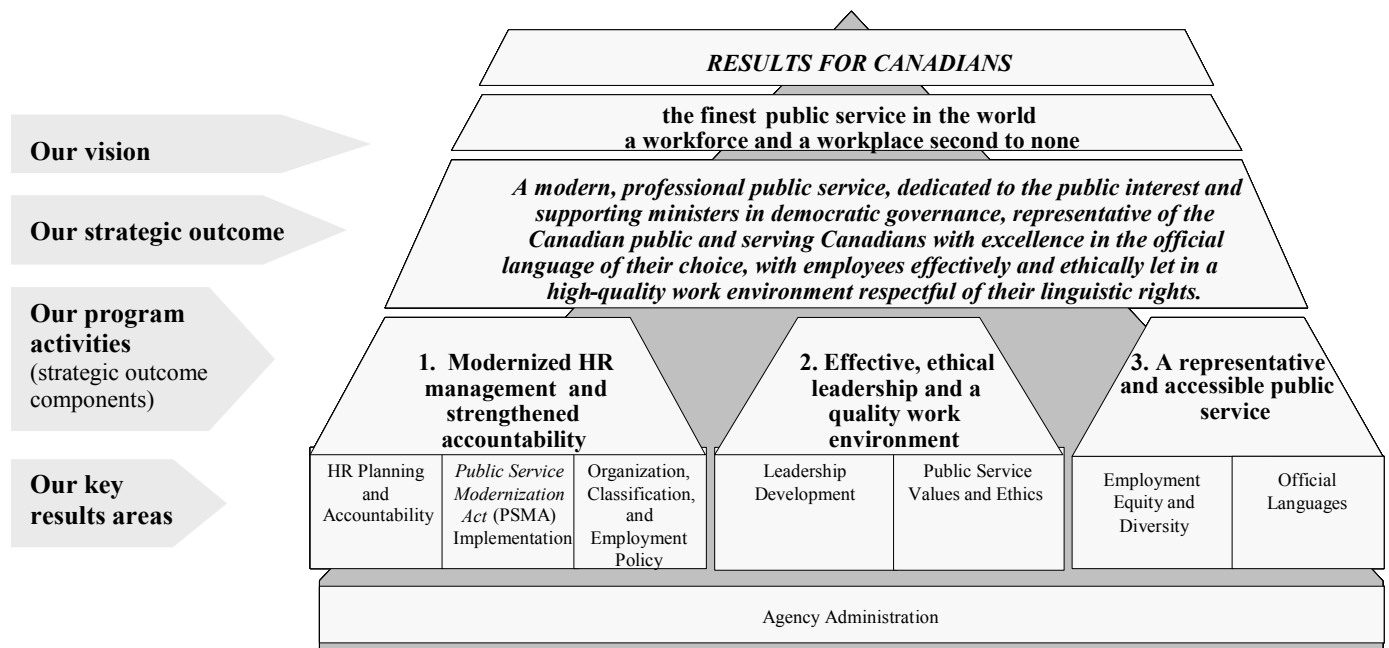 RESULTS FOR CANADIANS
Our vision
the finest public service in the world
a workforce and a workplace second to none
Our strategic outcome
A modern, professional public service, dedicated to the public interest and
supporting ministers in democratic governance, representative of the
Canadian public and serving Canadians with excellence in the official
language of their choice, with employees effectively and ethically let in a
high-quality work environment respectful of their linguistic rights.
Our program
activities
(strategic outcome
components)
1. Modernized HR
management and
strengthened
accountability
2. Effective, ethical
leadership and a
quality work
environment
3. A representative
and accessible public
service
Our key
results areas
HR Planning
and
Accountability
Public Service
Modernization
Act (PSMA)
Implementation
Organization,
Classification,
and
Employment
Policy
Leadership
Development
Public Service
Values and Ethics
Employment
Equity and
Diversity
Official
Languages
Agency Administration